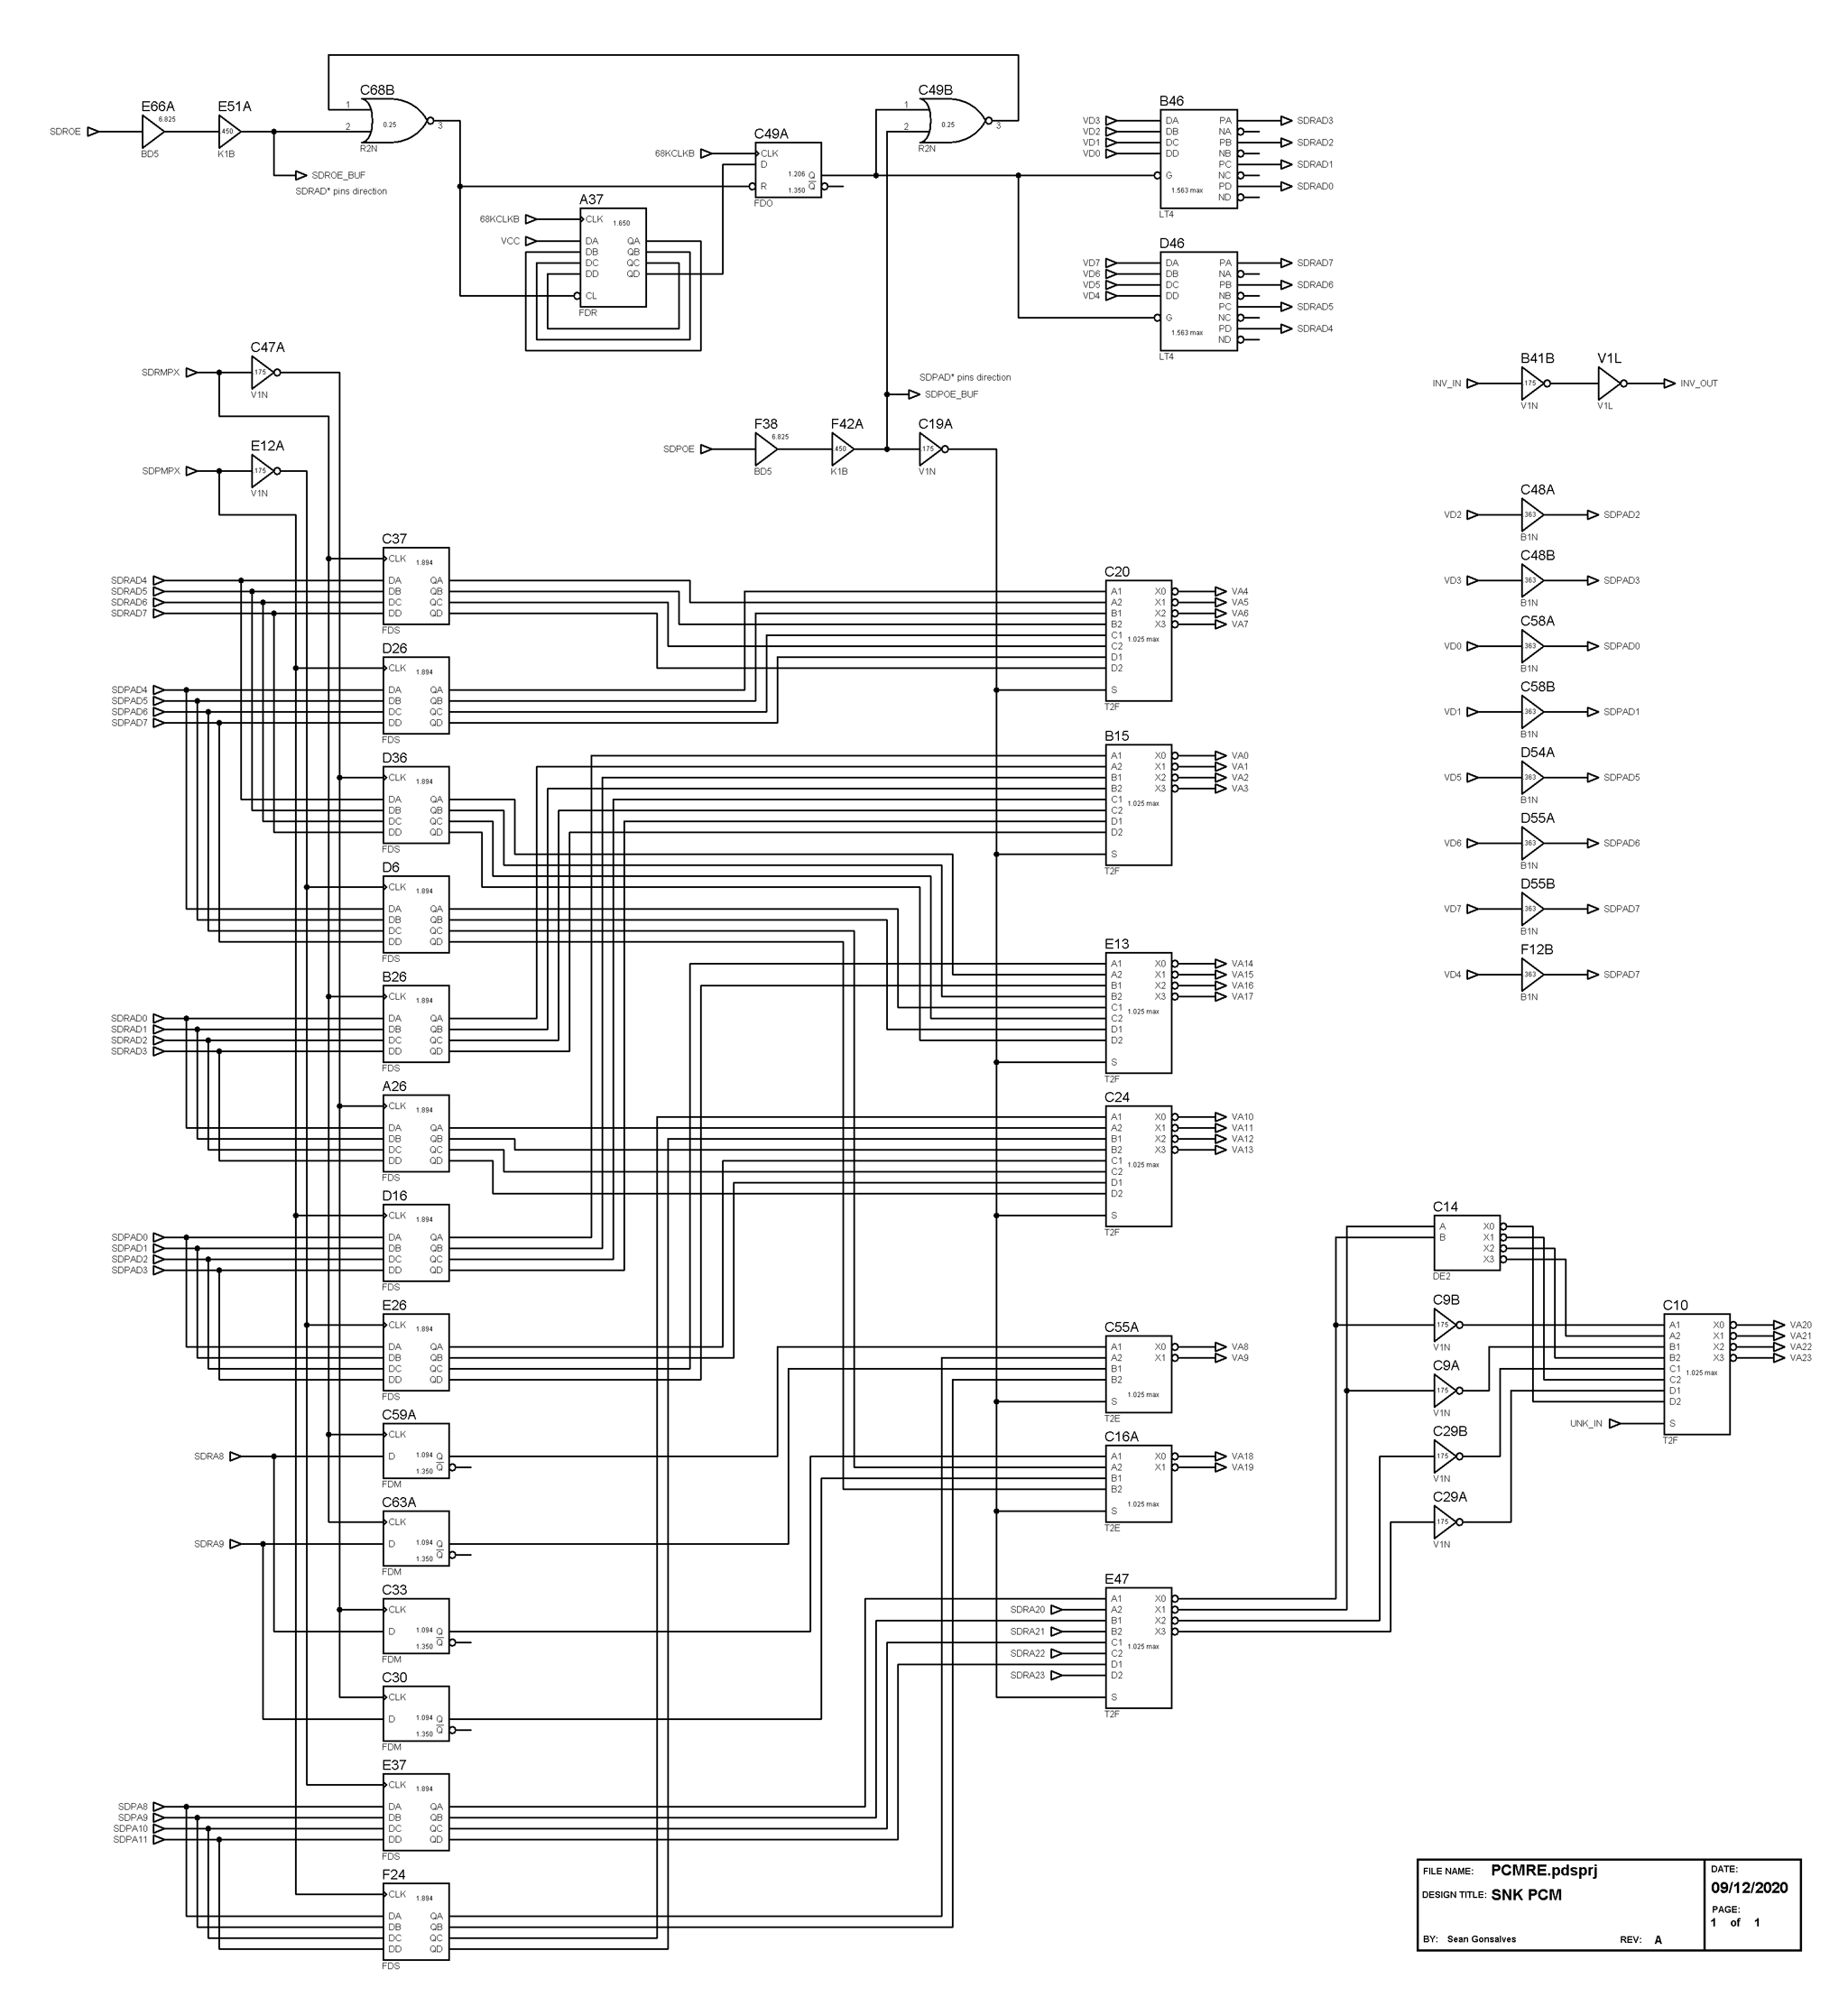 C68B
C49B
E66A
E51A
B46
6.825
1
3
1
3
SDROE
.450
2
0.25
2
BD5
K1B
R2N
R2N
C49A
68KCLKB
CLK
D
1.206 Q
1.350 Q
R
FDO
VD3 DA PA SDRAD3
VD2 DB NA
VD1 DC PB SDRAD2
VD0 DD NB
PC SDRAD1
G NC
1.563 max PD SDRAD0
ND
LT4
SDROE_BUF
SDRAD* pins direction
A37
68KCLKB CLK 1.650
VCC DA QA
DB QB
DC QC
DD QD
CL
FDR
D46
VD7 DA PA SDRAD7
VD6 DB NA
VD5 DC PB SDRAD6
VD4 DD NB
PC SDRAD5
G NC
1.563 max PD SDRAD4
ND
LT4
C47A
SDRMPX
.175
V1N
SDPAD* pins direction
SDPOE_BUF
B41B
V1L
INV_IN
.175
INV_OUT
V1N
V1L
E12A
SDPMPX
.175
V1N
F38
F42A
C19A
6.825
SDPOE
.450
.175
BD5
K1B
V1N
C48A
VD2 .363 SDPAD2
B1N
C48B
VD3 .363 SDPAD3
B1N
C58A
VD0 .363 SDPAD0
B1N
C58B
VD1 .363 SDPAD1
B1N
D54A
VD5 .363 SDPAD5
B1N
D55A
VD6 .363 SDPAD6
B1N
D55B
VD7 .363 SDPAD7
B1N
F12B
VD4 .363 SDPAD7
B1N
C37
CLK 1.894
SDRAD4 DA QA
SDRAD5 DB QB
SDRAD6 DC QC
SDRAD7 DD QD
FDS
D26
CLK 1.894
SDPAD4 DA QA
SDPAD5 DB QB
SDPAD6 DC QC
SDPAD7 DD QD
FDS
D36
CLK 1.894
DA QA
DB QB
DC QC
DD QD
FDS
D6
CLK 1.894
DA QA
DB QB
DC QC
DD QD
FDS
B26
CLK 1.894
SDRAD0 DA QA
SDRAD1 DB QB
SDRAD2 DC QC
SDRAD3 DD QD
FDS
A26
CLK 1.894
DA QA
DB QB
DC QC
DD QD
FDS
D16
CLK 1.894
SDPAD0 DA QA
SDPAD1 DB QB
SDPAD2 DC QC
SDPAD3 DD QD
FDS
E26
CLK 1.894
DA QA
DB QB
DC QC
DD QD
FDS
C59A
CLK
SDRA8 D 1.094 Q
1.350 Q
FDM
C63A
CLK
SDRA9 D 1.094 Q
1.350 Q
FDM
C33
CLK
D 1.094 Q
1.350 Q
FDM
C30
CLK
D 1.094 Q
1.350 Q
FDM
E37
CLK 1.894
SDPA8 DA QA
SDPA9 DB QB
SDPA10 DC QC
SDPA11 DD QD
FDS
F24
CLK 1.894
DA QA
DB QB
DC QC
DD QD
FDS
C20
A1 X0 VA4
A2 X1 VA5
B1 X2 VA6
B2 X3 VA7
C1 1.025 max
C2
D1
D2
S
T2F
B15
A1 X0 VA0
A2 X1 VA1
B1 X2 VA2
B2 X3 VA3
C1 1.025 max
C2
D1
D2
S
T2F
E13
A1 X0 VA14
A2 X1 VA15
B1 X2 VA16
B2 X3 VA17
C1 1.025 max
C2
D1
D2
S
T2F
C24
A1 X0 VA10
A2 X1 VA11
B1 X2 VA12
B2 X3 VA13
C1 1.025 max
C2
D1
D2
S
T2F
C55A
A1 X0 VA8
A2 X1 VA9
B1
B2
1.025 max
S
T2E
C16A
A1 X0 VA18
A2 X1 VA19
B1
B2
1.025 max
S
T2E
E47
A1 X0
SDRA20 A2 X1
B1 X2
SDRA21 B2 X3
C1 1.025 max
SDRA22 C2
D1
SDRA23 D2
S
T2F
C14
A X0
B X1
X2
X3
DE2
C9B
.175
V1N
C9A
.175
V1N
C29B
.175
V1N
C29A
.175
V1N
C10
A1 X0 VA20
A2 X1 VA21
B1 X2 VA22
B2 X3 VA23
C1 1.025 max
C2
D1
D2
UNK_IN S
T2F
FILE NAME: PCMRE.pdsprj
DESIGN TITLE: SNK PCM
BY: Sean Gonsalves
REV: A
DATE:
09/12/2020
PAGE:
1 of 1